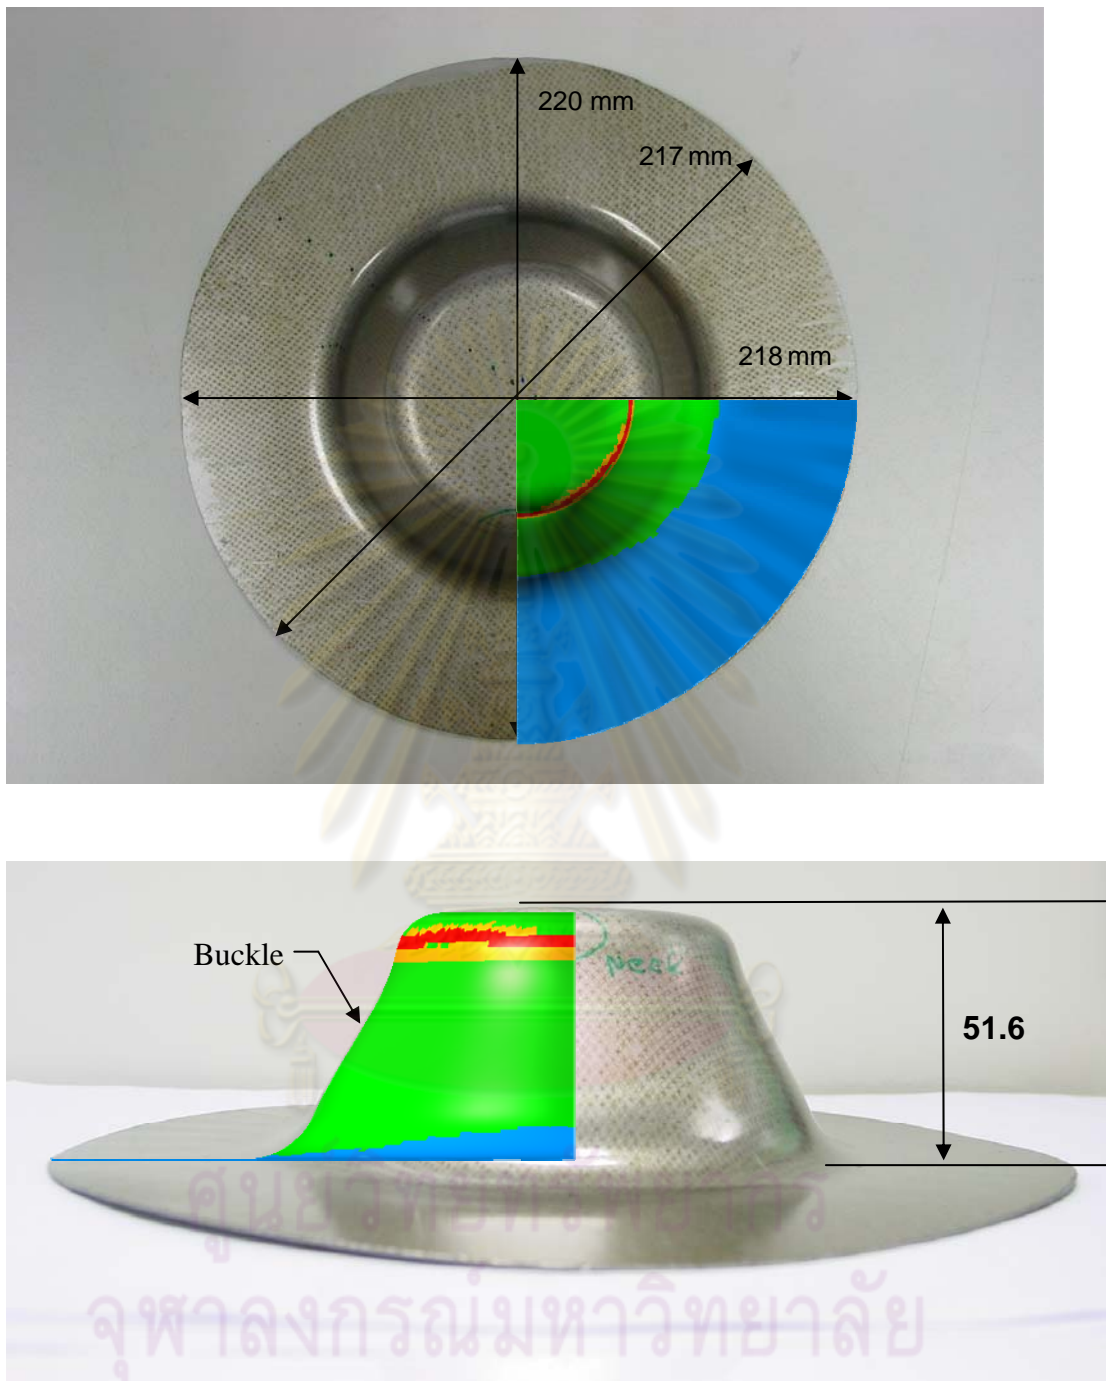 220 mm
217 mm
218 mm
Buckle
neck
51.6
ศูนย์วิทยทรัพยากร
จุฬาลงกรณ์มหาวิทยาลัย